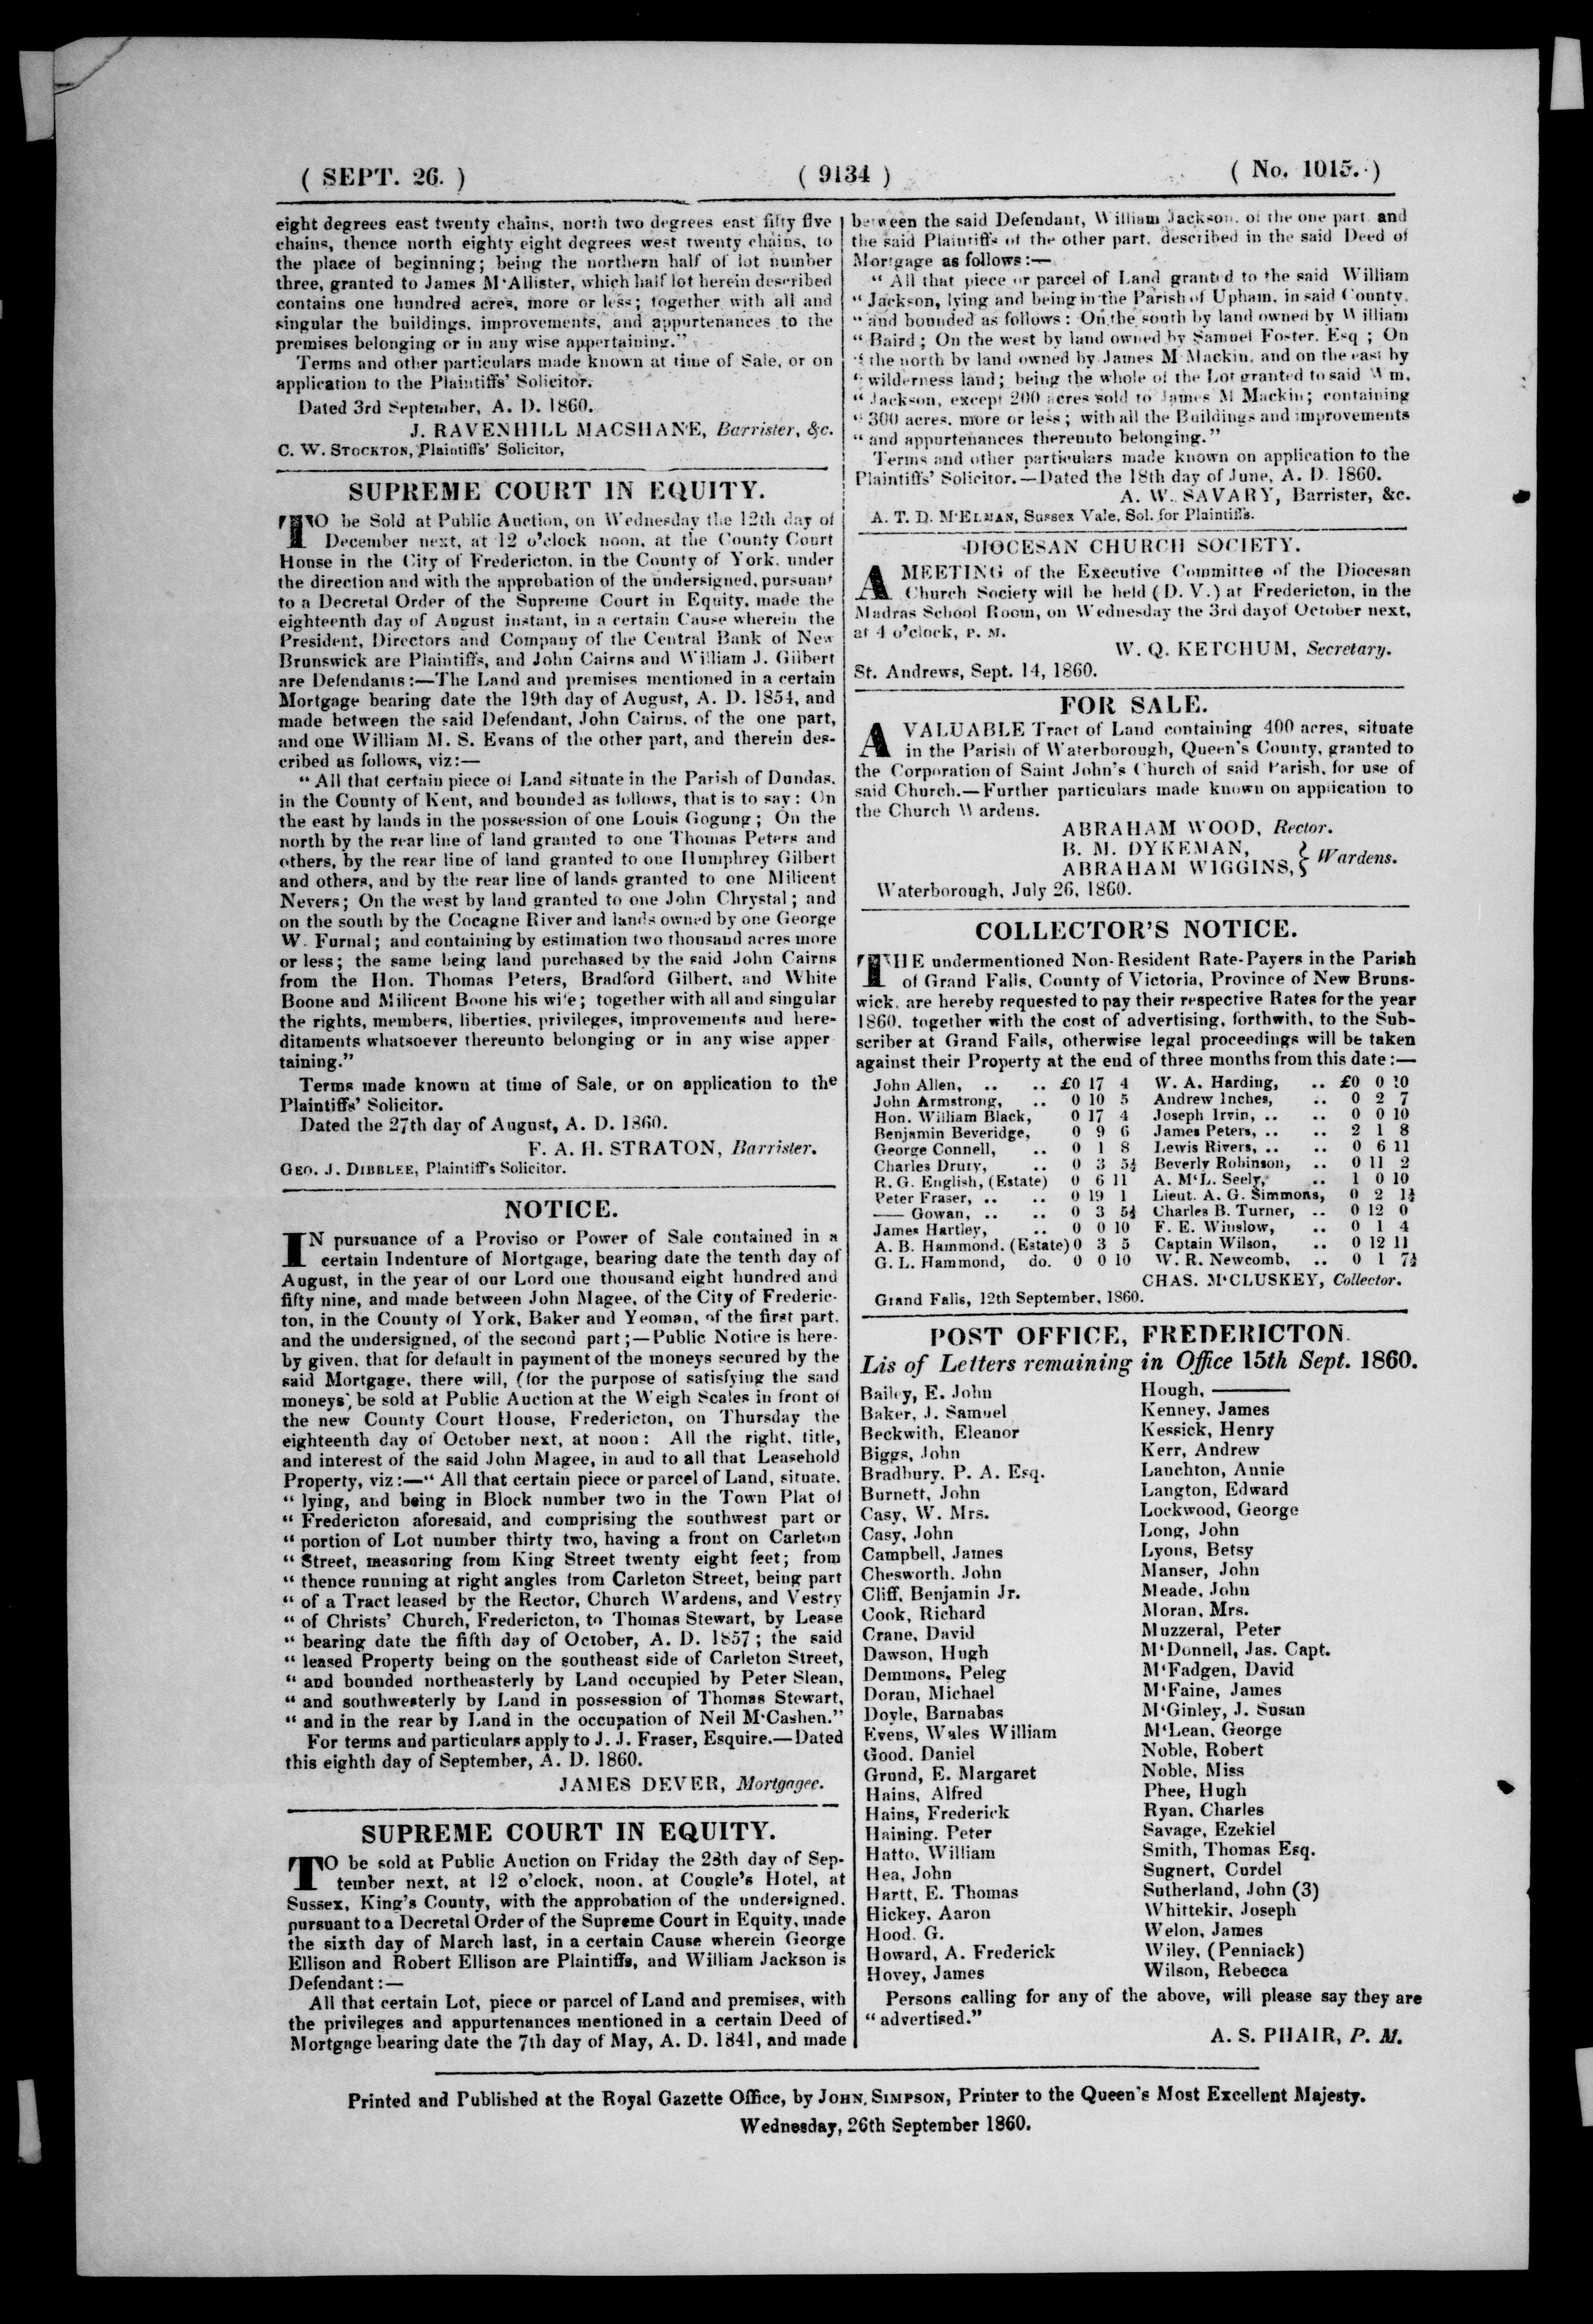 ( SEPT. 26. )
( 9134 )
( No. 1015. )
eight degrees east twenty chains, north two degrees east fifty five
chains, thence north eighty eight degrees west twenty chains, to
the place of beginning; being the northern half of lot number
three, granted to James M'Allister, which half lot herein described
contains one hundred acres, more or less; together with all and
singular the buildings, improvements, and appurtenances to the
premises belonging or in any wise appertaining."
Terms and other particulars made known at time of Sale, or on
application to the Plaintiffs' Solicitor.
Dated 3rd September, A. D. 1860.
J. RAVENHILL MACSHANE, Barrister, &c.
C. W. STOCKTON, Plaintiffs' Solicitor,
SUPREME COURT IN EQUITY.
TO be Sold at Public Auction, on Wednesday the 12th day of
December next, at 12 o'clock noon, at the County Court
House in the City of Fredericton, in the County of York, under
the direction and with the approbation of the undersigned, pursuant
to a Decretal Order of the Supreme Court in Equity, made the
eighteenth day of August instant, in a certain Cause wherein the
President, Directors and Company of the Central Bank of New
Brunswick are Plaintiffs, and John Cairns and William J. Gilbert
are Defendants:—The Land and premises mentioned in a certain
Mortgage bearing date the 19th day of August, A. D. 1854, and
made between the said Defendant, John Cairns, of the one part,
and one William M. S. Evans of the other part, and therein des-
cribed as follows, viz:—
" All that certain piece of Land situate in the Parish of Dundas,
in the County of Kent, and bounded as follows, that is to say: On
the east by lands in the possession of one Louis Gogung; On the
north by the rear line of land granted to one Thomas Peters and
others, by the rear line of land granted to one Humphrey Gilbert
and others, and by the rear line of lands granted to one Milicent
Nevers; On the west by land granted to one John Chrystal; and
on the south by the Cocagne River and lands owned by one George
W. Furnal; and containing by estimation two thousand acres more
or less; the same being land purchased by the said John Cairns
from the Hon. Thomas Peters, Bradford Gilbert, and White
Boone and Milicent Boone his wife; together with all and singular
the rights, members, liberties, privileges, improvements and here-
ditaments whatsoever thereunto belonging or in any wise apper
taining."
Terms made known at time of Sale, or on application to the
Plaintiffs' Solicitor.
Dated the 27th day of August, A. D. 1860.
F. A. H. STRATON, Barrister.
GEO. J. DIBBLEE, Plaintiff's Solicitor.
NOTICE.
IN pursuance of a Proviso or Power of Sale contained in a
certain Indenture of Mortgage, bearing date the tenth day of
August, in the year of our Lord one thousand eight hundred and
fifty nine, and made between John Magee, of the City of Frederic-
ton, in the County of York, Baker and Yeoman, of the first part,
and the undersigned, of the second part;—Public Notice is here-
by given, that for default in payment of the moneys secured by the
said Mortgage, there will, (for the purpose of satisfying the said
moneys, be sold at Public Auction at the Weigh Scales in front of
the new County Court House, Fredericton, on Thursday the
eighteenth day of October next, at noon: All the right, title,
and interest of the said John Magee, in and to all that Leasehold
Property, viz:—" All that certain piece or parcel of Land, situate,
" lying, and being in Block number two in the Town Plat of
" Fredericton aforesaid, and comprising the southwest part or
" portion of Lot number thirty two, having a front on Carleton
" Street, measuring from King Street twenty eight feet; from
" thence running at right angles from Carleton Street, being part
" of a Tract leased by the Rector, Church Wardens, and Vestry
" of Christs' Church, Fredericton, to Thomas Stewart, by Lease
" bearing date the fifth day of October, A. D. 1857; the said
" leased Property being on the southeast side of Carleton Street,
" and bounded northeasterly by Land occupied by Peter Slean,
" and southwesterly by Land in possession of Thomas Stewart,
" and in the rear by Land in the occupation of Neil M'Cashen."
For terms and particulars apply to J. J. Fraser, Esquire.—Dated
this eighth day of September, A. D. 1860.
JAMES DEVER, Mortgagee.
SUPREME COURT IN EQUITY.
TO be sold at Public Auction on Friday the 28th day of Sep-
tember next, at 12 o'clock, noon, at Cougle's Hotel, at
Sussex, King's County, with the approbation of the undersigned,
pursuant to a Decretal Order of the Supreme Court in Equity, made
the sixth day of March last, in a certain Cause wherein George
Ellison and Robert Ellison are Plaintiffs, and William Jackson is
Defendant:—
All that certain Lot, piece or parcel of Land and premises, with
the privileges and appurtenances mentioned in a certain Deed of
Mortgage bearing date the 7th day of May, A. D. 1841, and made
between the said Defendant, William Jackson, of the one part and
the said Plaintiffs of the other part, described in the said Deed of
Mortgage as follows:—
" All that piece or parcel of Land granted to the said William
" Jackson, lying and being in the Parish of Upham, in said County,
" and bounded as follows: On the south by land owned by William
" Baird; On the west by land owned by Samuel Foster, Esq ; On
" the north by land owned by James M Mackin, and on the east by
" wilderness land; being the whole of the Lot granted to said Wm.
" Jackson, except 200 acres sold to James M Mackin; containing
" 300 acres, more or less; with all the Buildings and improvements
" and appurtenances thereunto belonging."
Terms and other particulars made known on application to the
Plaintiffs' Solicitor.—Dated the 18th day of June, A. D. 1860.
A. W. SAVARY, Barrister, &c.
A. T. D. M'ELMAN, Sussex Vale, Sol. for Plaintiffs.
DIOCESAN CHURCH SOCIETY.
A MEETING of the Executive Committee of the Diocesan
Church Society will be held (D. V.) at Fredericton, in the
Madras School Room, on Wednesday the 3rd dayof October next,
at 4 o'clock, P. M.
W. Q. KETCHUM, Secretary.
St. Andrews, Sept. 14, 1860.
FOR SALE.
A VALUABLE Tract of Land containing 400 acres, situate
in the Parish of Waterborough, Queen's County, granted to
the Corporation of Saint John's Church of said Parish, for use of
said Church.—Further particulars made known on application to
the Church Wardens.
ABRAHAM WOOD, Rector.
B. M. DYKEMAN,
ABRAHAM WIGGINS, } Wardens.
Waterborough, July 26, 1860.
COLLECTOR'S NOTICE.
THE undermentioned Non-Resident Rate-Payers in the Parish
of Grand Falls, County of Victoria, Province of New Bruns-
wick, are hereby requested to pay their respective Rates for the year
1860, together with the cost of advertising, forthwith, to the Sub-
scriber at Grand Falls, otherwise legal proceedings will be taken
against their Property at the end of three months from this date:—
John Allen, .. .. £0 17 4 W. A. Harding, .. £0 0 10
John Armstrong, .. 0 10 5 Andrew Inches, .. 0 2 7
Hon. William Black, 0 17 4 Joseph Irvin, .. .. 0 0 10
Benjamin Beveridge, 0 9 6 James Peters, .. .. 2 1 8
George Connell, .. 0 1 8 Lewis Rivers, .. .. 0 6 11
Charles Drury, .. 0 3 5½ Beverly Robinson, .. 0 11 2
R. G. English, (Estate) 0 6 11 A. M'L. Seely, .. 1 0 10
Peter Fraser, .. .. 0 19 1 Lieut. A. G. Simmons, 0 2 1½
—— Gowan, .. .. 0 3 5½ Charles B. Turner, .. 0 12 0
James Hartley, .. 0 0 10 F. E. Winslow, .. 0 1 4
A. B. Hammond, (Estate) 0 3 5 Captain Wilson, .. 0 12 11
G. L. Hammond, do. 0 0 10 W. R. Newcomb, .. 0 1 7½
CHAS. M'CLUSKEY, Collector.
Grand Falls, 12th September, 1860.
POST OFFICE, FREDERICTON.
Lis of Letters remaining in Office 15th Sept. 1860.
Bailey, E. John
Baker, J. Samuel
Beckwith, Eleanor
Biggs, John
Bradbury, P. A. Esq.
Burnett, John
Casy, W. Mrs.
Casy, John
Campbell, James
Chesworth, John
Cliff, Benjamin Jr.
Cook, Richard
Crane, David
Dawson, Hugh
Demmons, Peleg
Doran, Michael
Doyle, Barnabas
Evens, Wales William
Good, Daniel
Grund, E. Margaret
Hains, Alfred
Hains, Frederick
Haining, Peter
Hatto, William
Hea, John
Hartt, E. Thomas
Hickey, Aaron
Hood, G.
Howard, A. Frederick
Hovey, James
Hough, ———
Kenney, James
Kessick, Henry
Kerr, Andrew
Lanchton, Annie
Langton, Edward
Lockwood, George
Long, John
Lyons, Betsy
Manser, John
Meade, John
Moran, Mrs.
Muzzeral, Peter
M'Donnell, Jas. Capt.
M'Fadgen, David
M'Faine, James
M'Ginley, J. Susan
M'Lean, George
Noble, Robert
Noble, Miss
Phee, Hugh
Ryan, Charles
Savage, Ezekiel
Smith, Thomas Esq.
Sugnert, Curdel
Sutherland, John (3)
Whittekir, Joseph
Welon, James
Wiley, (Penniack)
Wilson, Rebecca
Persons calling for any of the above, will please say they are
" advertised."
A. S. PHAIR, P. M.
Printed and Published at the Royal Gazette Office, by JOHN SIMPSON, Printer to the Queen's Most Excellent Majesty.
Wednesday, 26th September 1860.